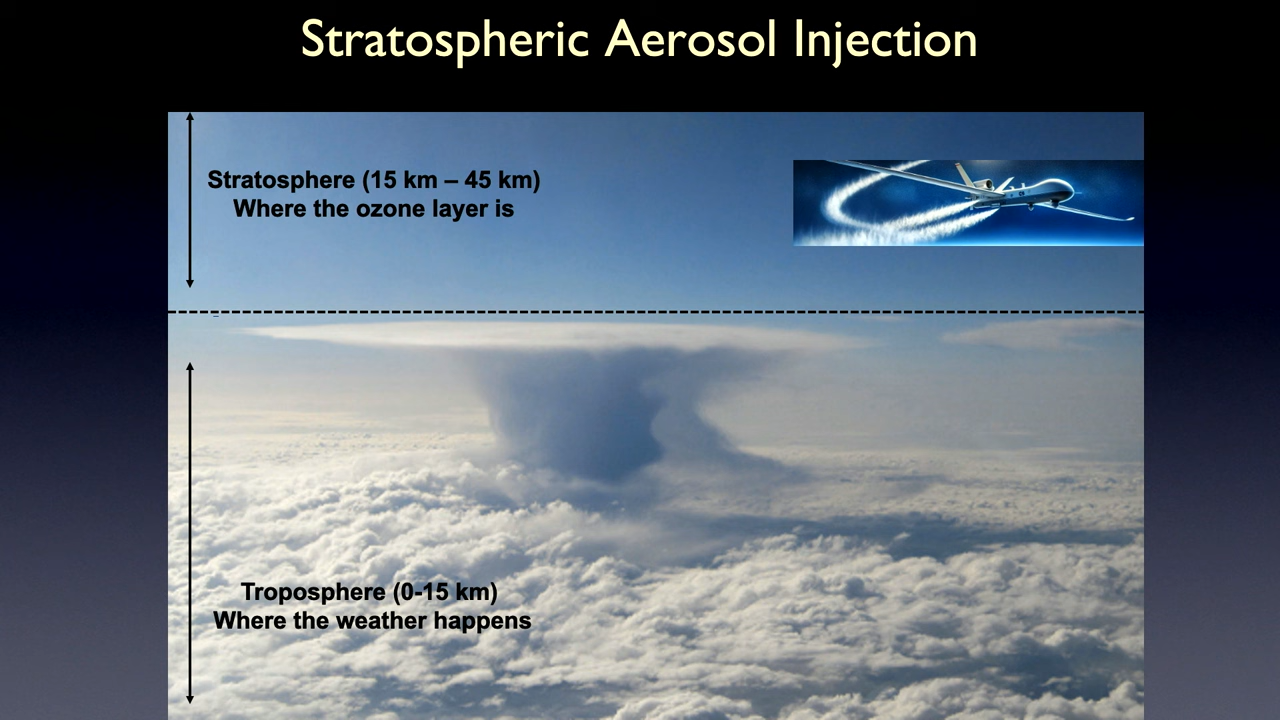 Stratospheric Aerosol Injection
Stratosphere (15 km – 45 km)
Where the ozone layer is
Troposphere (0-15 km)
Where the weather happens